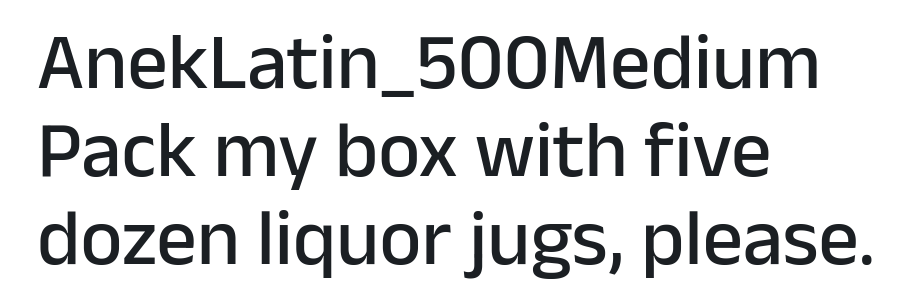 AnekLatin_500Medium
Pack my box with five
dozen liquor jugs, please.